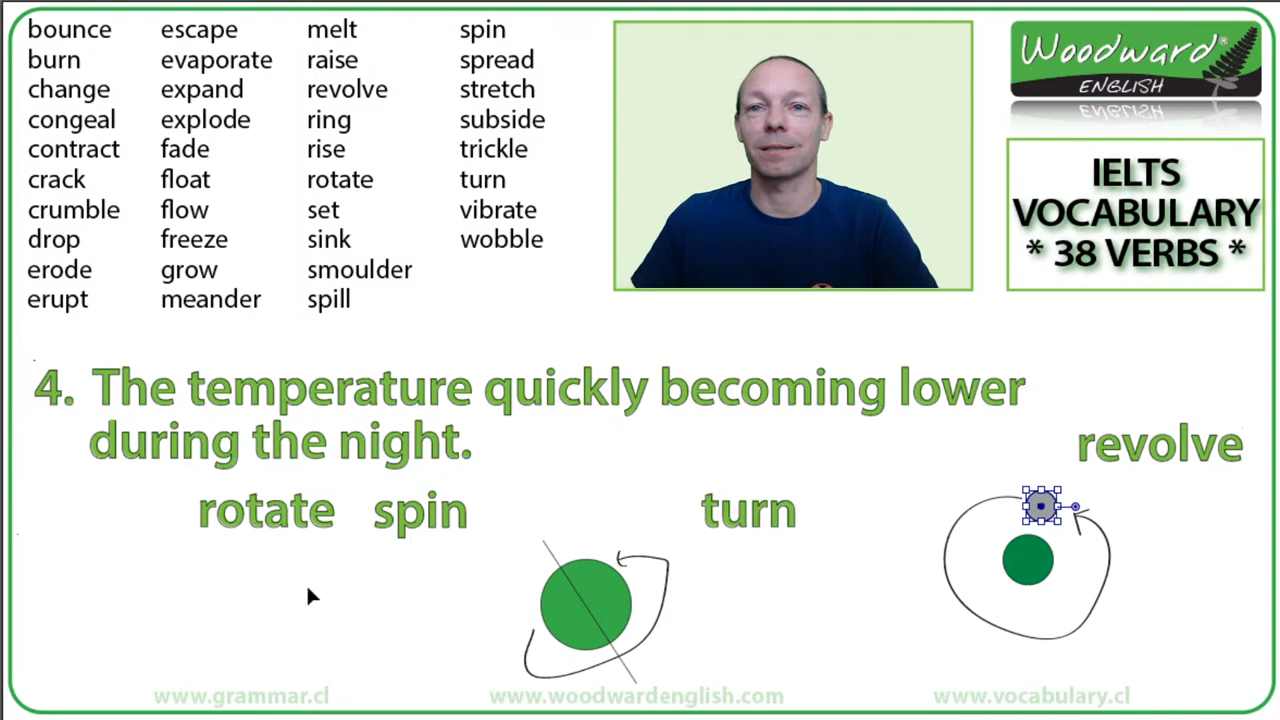 bounce escape melt spin
burn evaporate raise spread
change expand revolve stretch
congeal explode ring subside
contract fade rise trickle
crack float rotate turn
crumble flow set vibrate
drop freeze sink wobble
erode grow smoulder
erupt meander spill
Woodward®
ENGLISH
IELTS
VOCABULARY
* 38 VERBS *
4. The temperature quickly becoming lower
during the night.
revolve
rotate spin turn
www.grammar.cl www.woodwardenglish.com www.vocabulary.cl